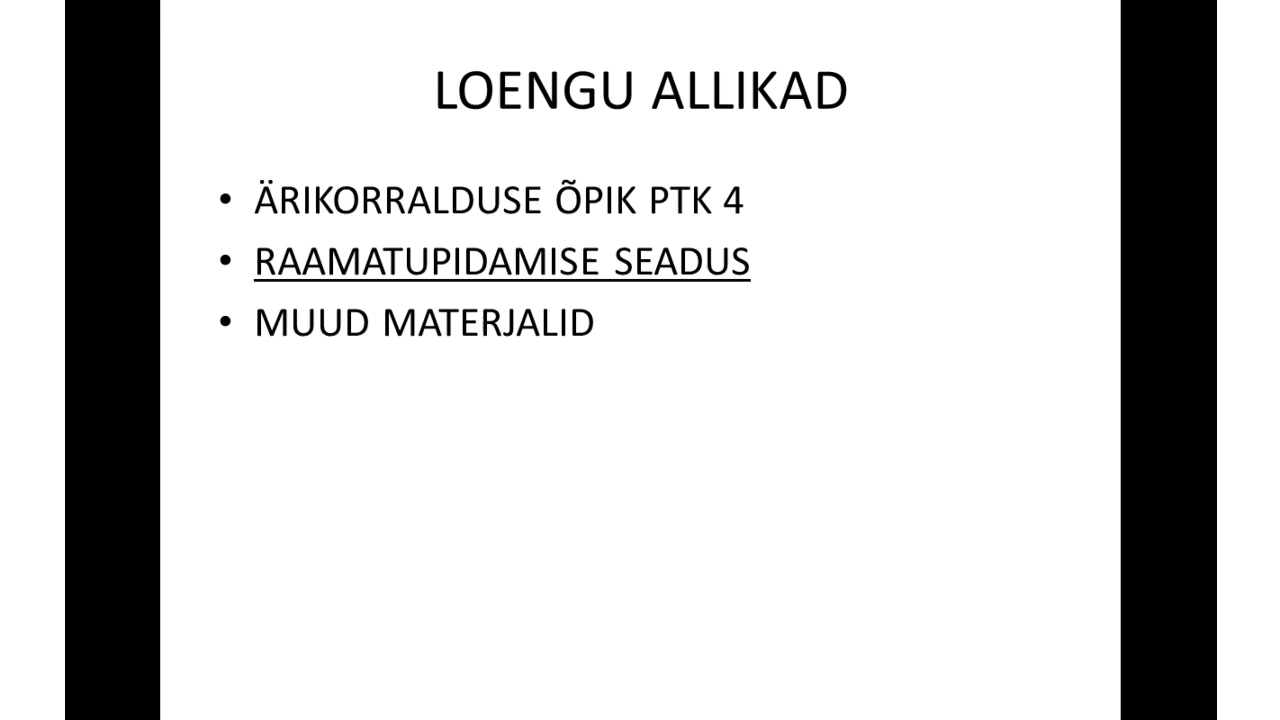 LOENGU ALLIKAD
• ÄRIKORRALDUSE ÕPIK PTK 4
• RAAMATUPIDAMISE SEADUS
• MUUD MATERJALID